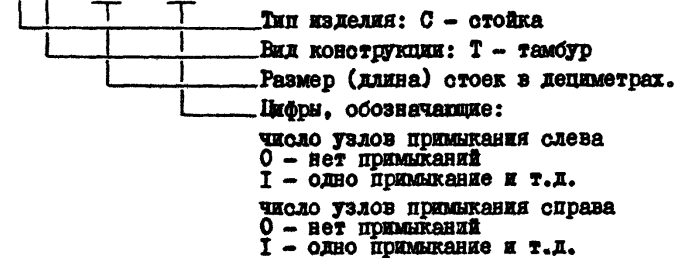 Тип изделия: С – стойка
Вид конструкции: Т – тамбур
Размер (длина) стоек в дециметрах.
Цифры, обозначающие:
число узлов примыкания слева
0 – нет примыканий
I – одно примыкание и т.д.
число узлов примыкания справа
0 – нет примыканий
I – одно примыкание и т.д.